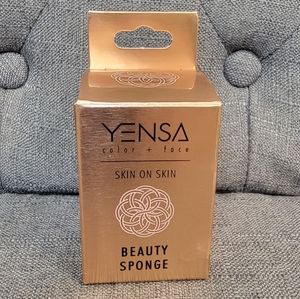 YENSA
color + face
SKIN ON SKIN
BEAUTY
SPONGE